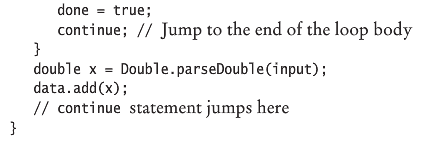 done = true;
continue; // Jump to the end of the loop body
}
double x = Double.parseDouble(input);
data.add(x);
// continue statement jumps here
}